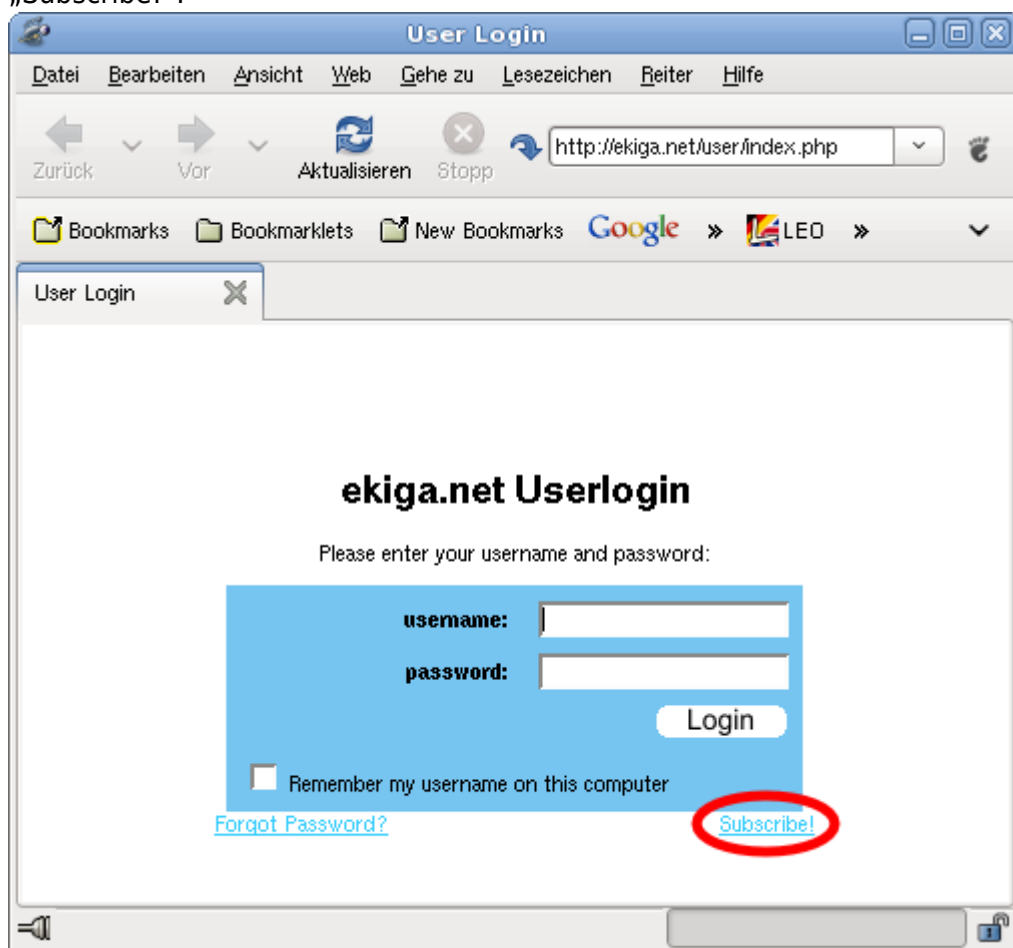 „Subscribe!“.
User Login
Datei Bearbeiten Ansicht Web Gehe zu Lesezeichen Reiter Hilfe
Zurück Vor Aktualisieren Stopp http://ekiga.net/user/index.php
Bookmarks Bookmarklets New Bookmarks Google » LEO »
User Login
ekiga.net Userlogin
Please enter your username and password:
username:
password:
Login
Remember my username on this computer
Forgot Password? Subscribe!